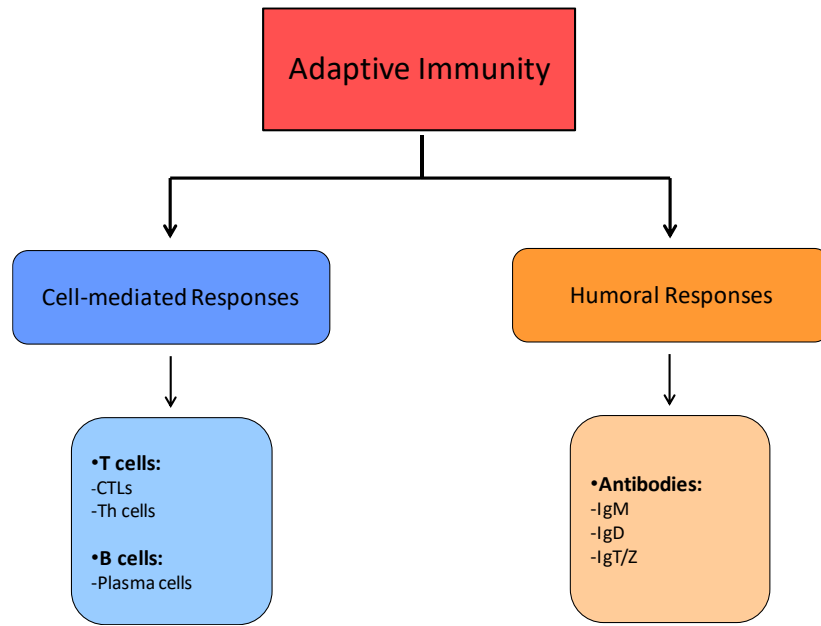 Adaptive Immunity
Cell-mediated Responses
Humoral Responses
•T cells:
-CTLs
-Th cells
•B cells:
-Plasma cells
•Antibodies:
-IgM
-IgD
-IgT/Z